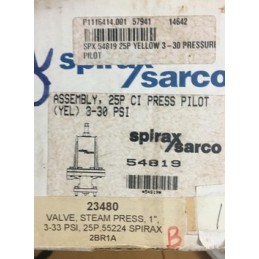 P1116414.001 57941 14642
SPX 54819 25P YELLOW 3-30 PRESSURE
PILOT
spirax
sarco
ASSEMBLY, 25P CI PRESS PILOT
(YEL) 3-30 PSI
spirax
sarco
54819
23480
VALVE, STEAM PRESS, 1",
3-33 PSI, 25P,55224 SPIRAX
2BR1A
B